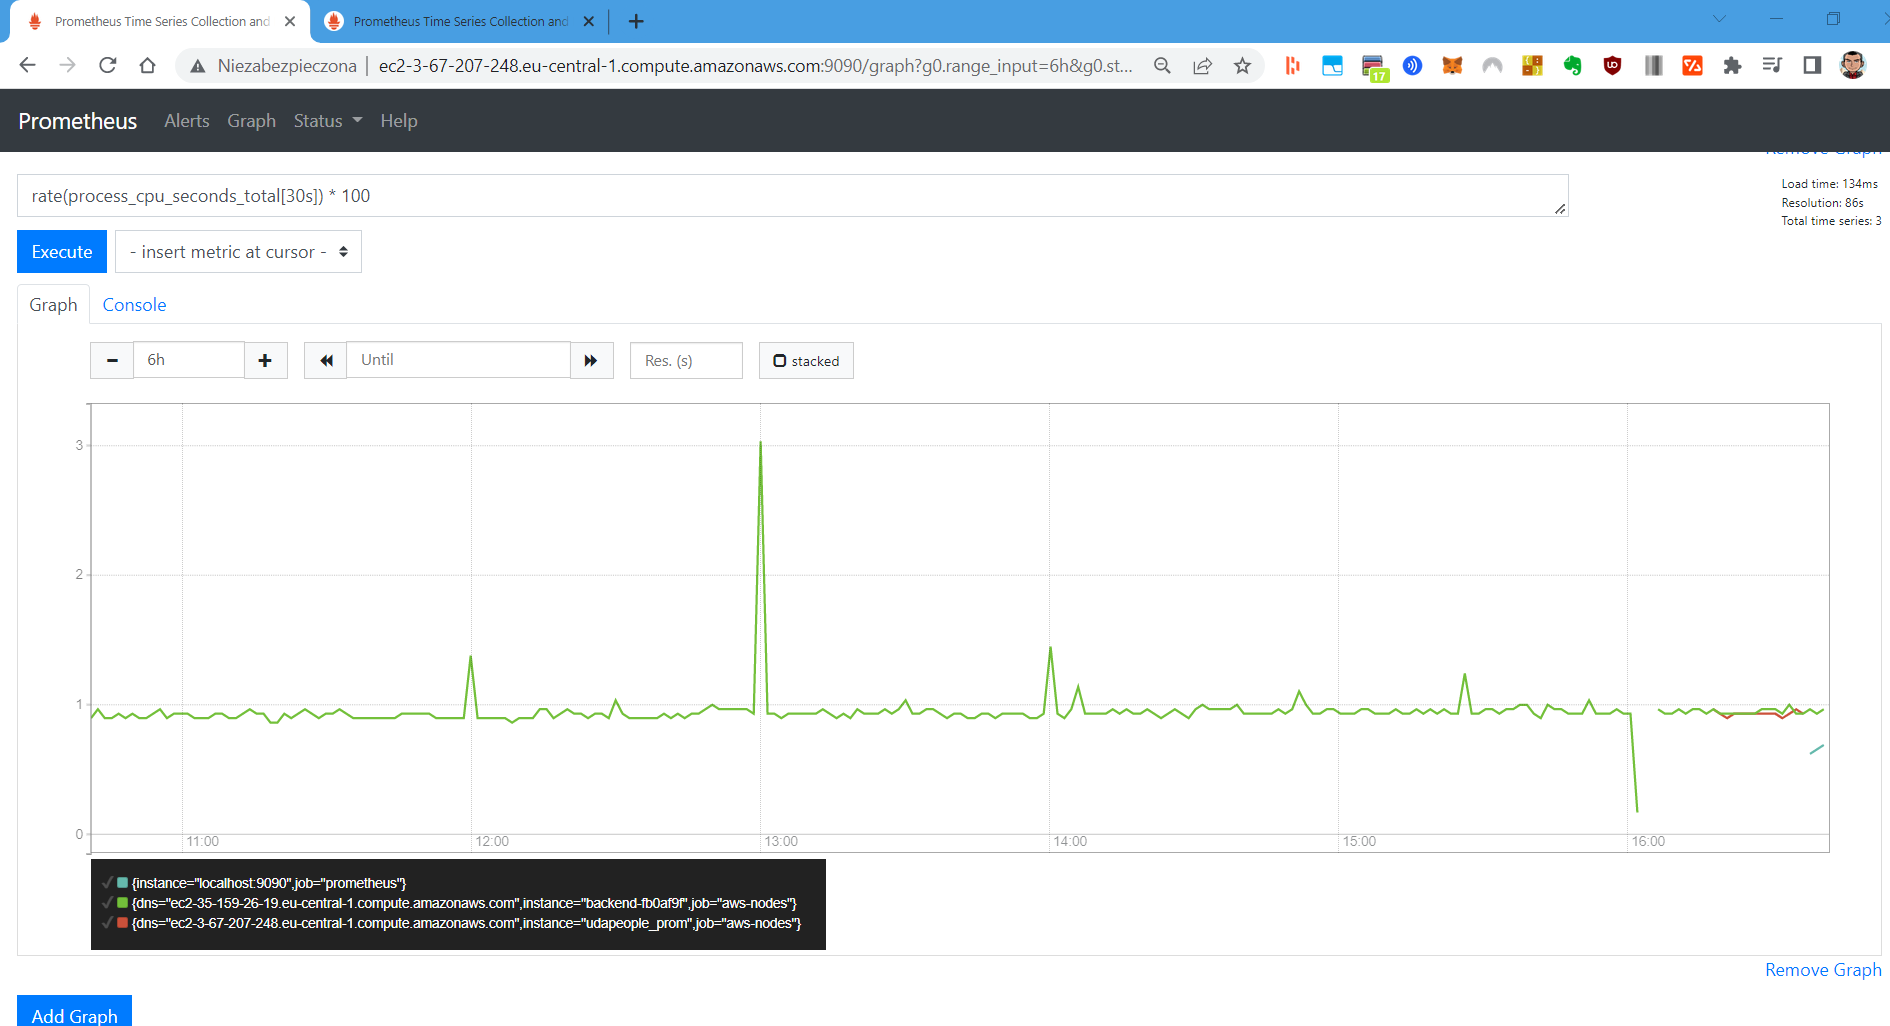 Prometheus Time Series Collection and
Prometheus Time Series Collection and
Niezabezpieczona | ec2-3-67-207-248.eu-central-1.compute.amazonaws.com:9090/graph?g0.range_input=6h&g0.st...
17
Prometheus Alerts Graph Status Help
Remove Graph
rate(process_cpu_seconds_total[30s]) * 100
Load time: 134ms
Resolution: 86s
Total time series: 3
Execute - insert metric at cursor -
Graph Console
6h Until Res. (s) stacked
3
2
1
0
11:00 12:00 13:00 14:00 15:00 16:00
{instance="localhost:9090",job="prometheus"}
{dns="ec2-35-159-26-19.eu-central-1.compute.amazonaws.com",instance="backend-fb0af9f",job="aws-nodes"}
{dns="ec2-3-67-207-248.eu-central-1.compute.amazonaws.com",instance="udapeople_prom",job="aws-nodes"}
Remove Graph
Add Graph